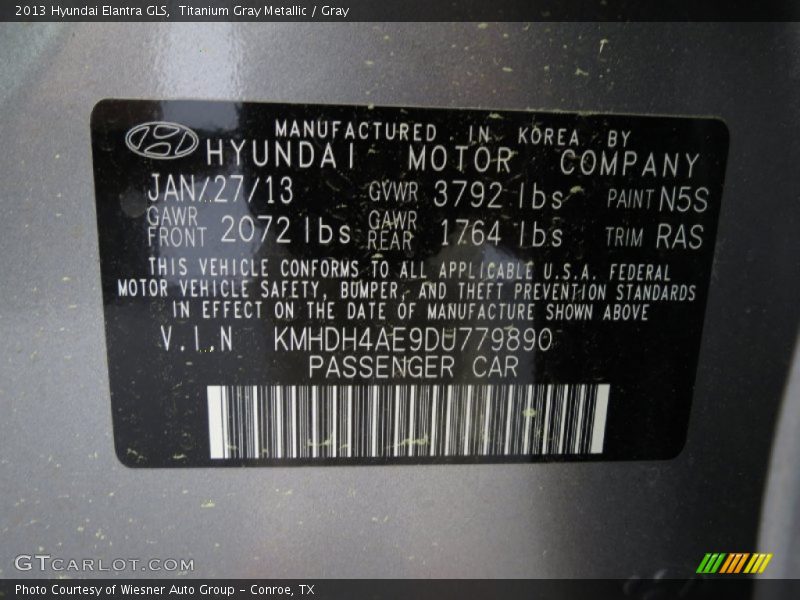 2013 Hyundai Elantra GLS, Titanium Gray Metallic / Gray
MANUFACTURED IN KOREA BY
HYUNDAI MOTOR COMPANY
JAN/27/13 GVWR 3792 lbs PAINT N5S
GAWR FRONT 2072 lbs GAWR REAR 1764 lbs TRIM RAS
THIS VEHICLE CONFORMS TO ALL APPLICABLE U.S.A. FEDERAL
MOTOR VEHICLE SAFETY, BUMPER, AND THEFT PREVENTION STANDARDS
IN EFFECT ON THE DATE OF MANUFACTURE SHOWN ABOVE
V.I.N KMHDH4AE9DU779890
PASSENGER CAR
GTCARLOT.COM
Photo Courtesy of Wiesner Auto Group - Conroe, TX